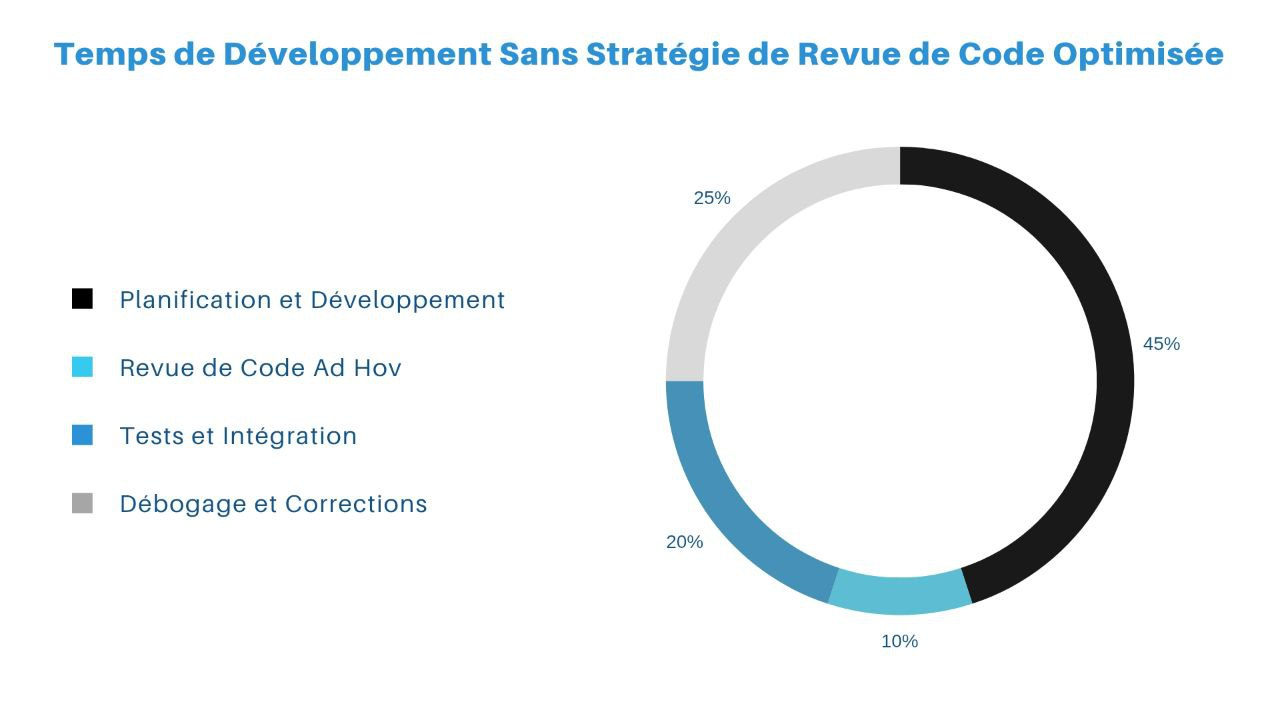 Temps de Développement Sans Stratégie de Revue de Code Optimisée
Planification et Développement
Revue de Code Ad Hov
Tests et Intégration
Débogage et Corrections
25%
45%
20%
10%